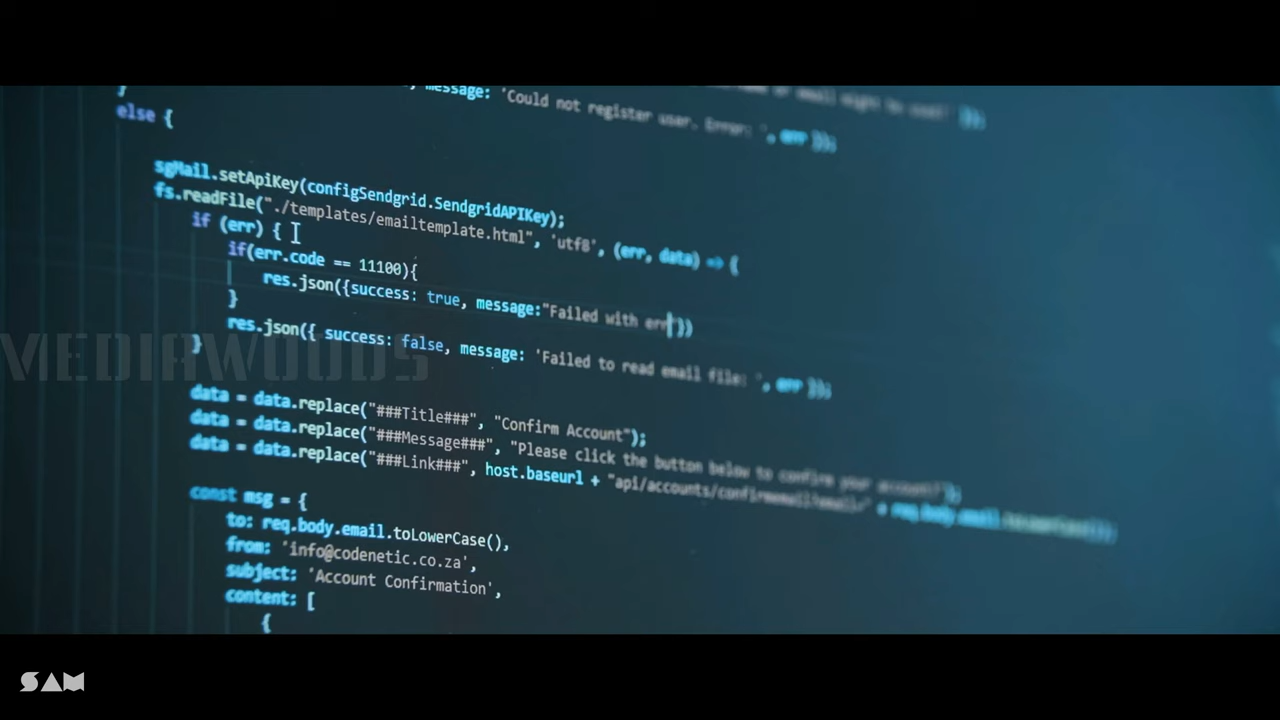 message: 'Could not register user. Error: ', err });
else {
sgMail.setApiKey(configSendgrid.SendgridAPIKey);
fs.readFile("./templates/emailtemplate.html", 'utf8', (err, data) => {
if (err) {
if(err.code == 11100){
res.json({success: true, message:"Failed with err"})
}
res.json({ success: false, message: 'Failed to read email file: ', err });
}
MEDIAWOODS
data = data.replace("###Title###", "Confirm Account");
data = data.replace("###Message###", "Please click the button below to confirm your account!");
data = data.replace("###Link###", host.baseurl + "api/accounts/confirmemail?email=" + req.body.email.toLowerCase());
const msg = {
to: req.body.email.toLowerCase(),
from: 'info@codenetic.co.za',
subject: 'Account Confirmation',
content: [
{
SAM